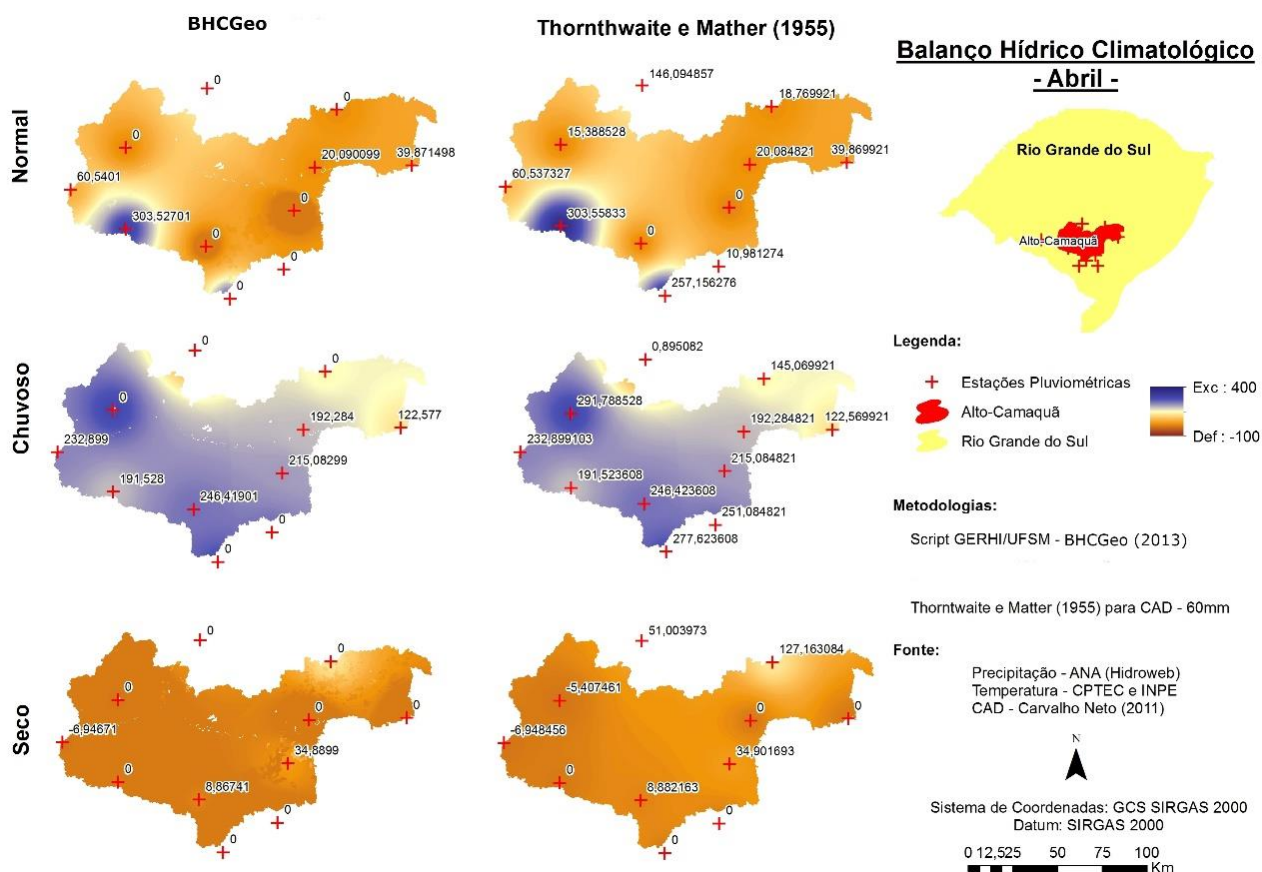 BHCGeo
Thornthwaite e Mather (1955)
Balanço Hídrico Climatológico
- Abril -
Normal
0
0
0
20,090099
39,871498
60,5401
303,52701
0
0
0
0
146,094857
18,769921
15,388528
20,084821
39,869921
60,537327
303,55833
0
0
10,981274
257,156276
Rio Grande do Sul
Alto-Camaquã
Chuvoso
0
0
0
192,284
122,577
232,899
215,08299
191,528
246,41901
0
0
0,895082
145,069921
291,788528
192,284821
122,569921
232,899103
215,084821
191,523608
246,423608
251,084821
277,623608
Legenda:
Estações Pluviométricas
Alto-Camaquã
Rio Grande do Sul
Exc : 400
Def : -100
Metodologias:
Script GERHI/UFSM - BHCGeo (2013)
Thorntwaite e Matter (1955) para CAD - 60mm
Seco
0
0
0
0
0
-6,94671
34,8899
0
8,86741
0
0
51,003973
127,163084
-5,407461
0
0
-6,948456
34,901693
0
8,882163
0
0
Fonte:
Precipitação - ANA (Hidroweb)
Temperatura - CPTEC e INPE
CAD - Carvalho Neto (2011)
N
Sistema de Coordenadas: GCS SIRGAS 2000
Datum: SIRGAS 2000
0 12,525 50 75 100
Km